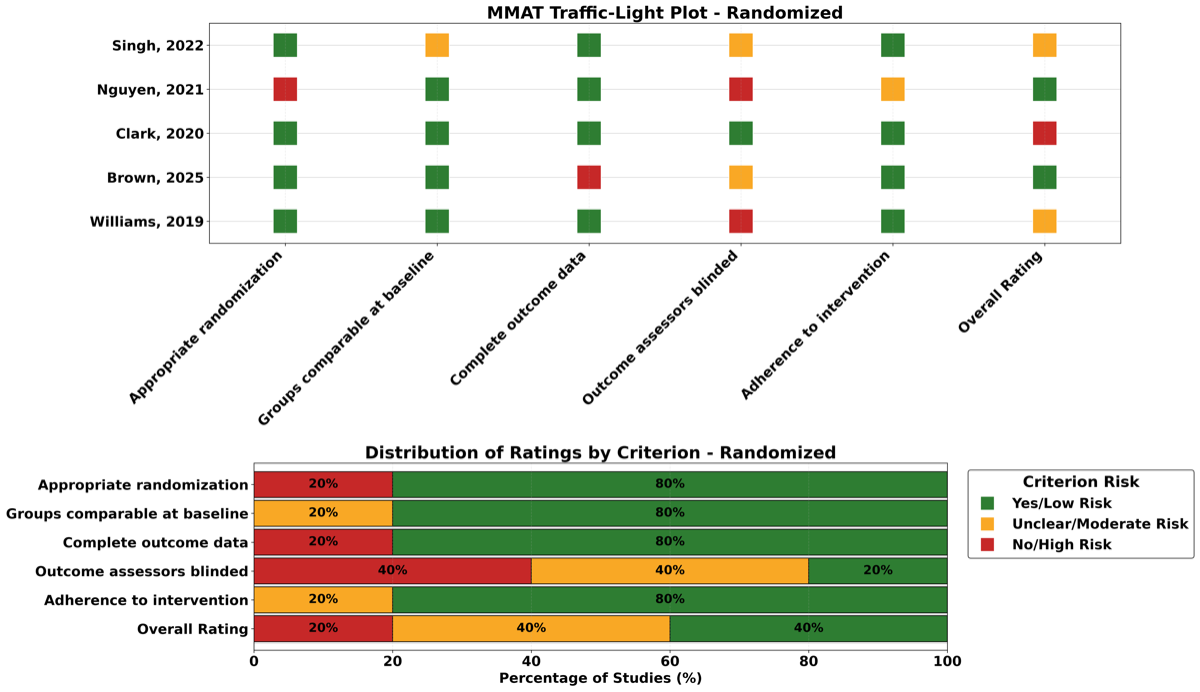 MMAT Traffic-Light Plot - Randomized
Singh, 2022
Nguyen, 2021
Clark, 2020
Brown, 2025
Williams, 2019
Appropriate randomization
Groups comparable at baseline
Complete outcome data
Outcome assessors blinded
Adherence to intervention
Overall Rating
Distribution of Ratings by Criterion - Randomized
Appropriate randomization 20% 80%
Groups comparable at baseline 20% 80%
Complete outcome data 20% 80%
Outcome assessors blinded 40% 40% 20%
Adherence to intervention 20% 80%
Overall Rating 20% 40% 40%
0 20 40 60 80 100
Percentage of Studies (%)
Criterion Risk
Yes/Low Risk
Unclear/Moderate Risk
No/High Risk